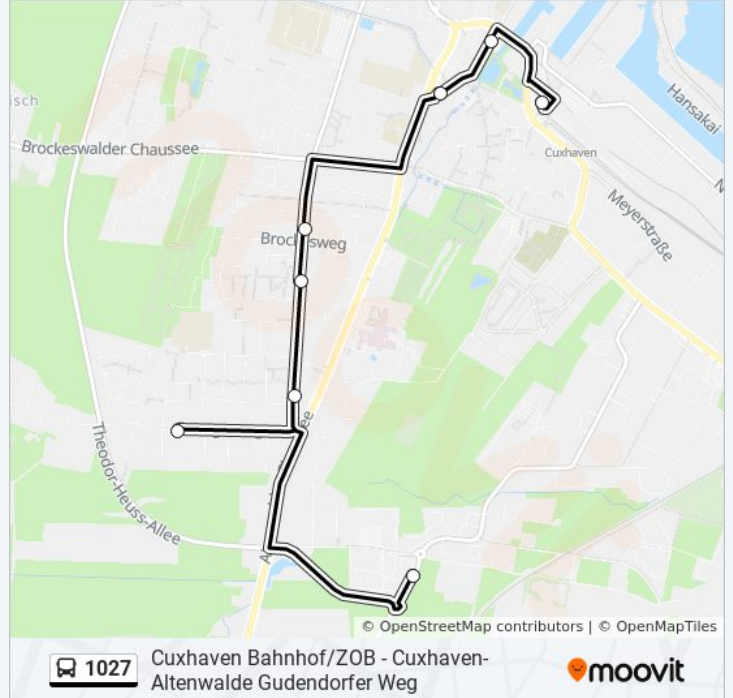 isch
Brockeswalder Chaussee
Hansakai
Cuxhaven
Meyerstraße
Theodor-Heuss-Allee
© OpenStreetMap contributors | © OpenMapTiles
1027
Cuxhaven Bahnhof/ZOB - Cuxhaven-
Altenwalde Gudendorfer Weg
moovit